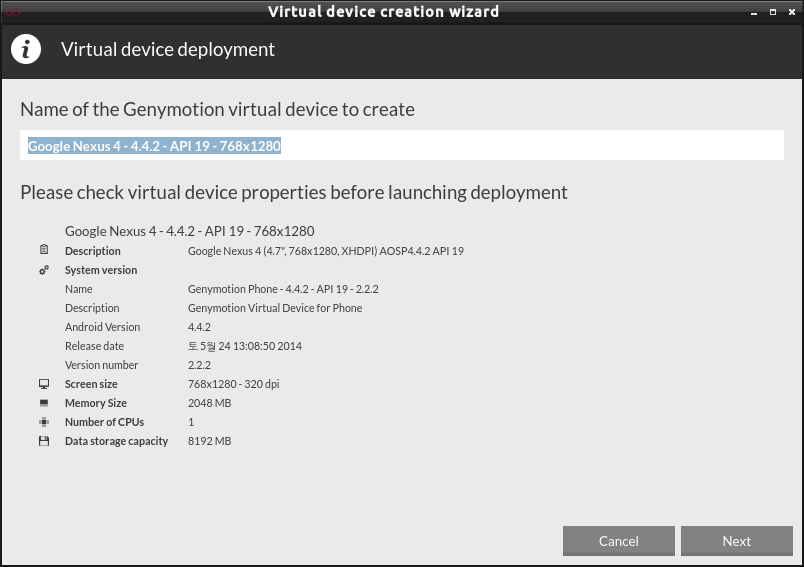 Virtual device creation wizard
Virtual device deployment
Name of the Genymotion virtual device to create
Google Nexus 4 - 4.4.2 - API 19 - 768x1280
Please check virtual device properties before launching deployment
Google Nexus 4 - 4.4.2 - API 19 - 768x1280
Description Google Nexus 4 (4.7", 768x1280, XHDPI) AOSP4.4.2 API 19
System version
Name Genymotion Phone - 4.4.2 - API 19 - 2.2.2
Description Genymotion Virtual Device for Phone
Android Version 4.4.2
Release date 토 5월 24 13:08:50 2014
Version number 2.2.2
Screen size 768x1280 - 320 dpi
Memory Size 2048 MB
Number of CPUs 1
Data storage capacity 8192 MB
Cancel Next